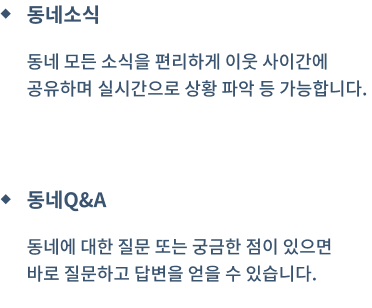 ◆ 동네소식
동네 모든 소식을 편리하게 이웃 사이간에
공유하며 실시간으로 상황 파악 등 가능합니다.
◆ 동네Q&A
동네에 대한 질문 또는 궁금한 점이 있으면
바로 질문하고 답변을 얻을 수 있습니다.